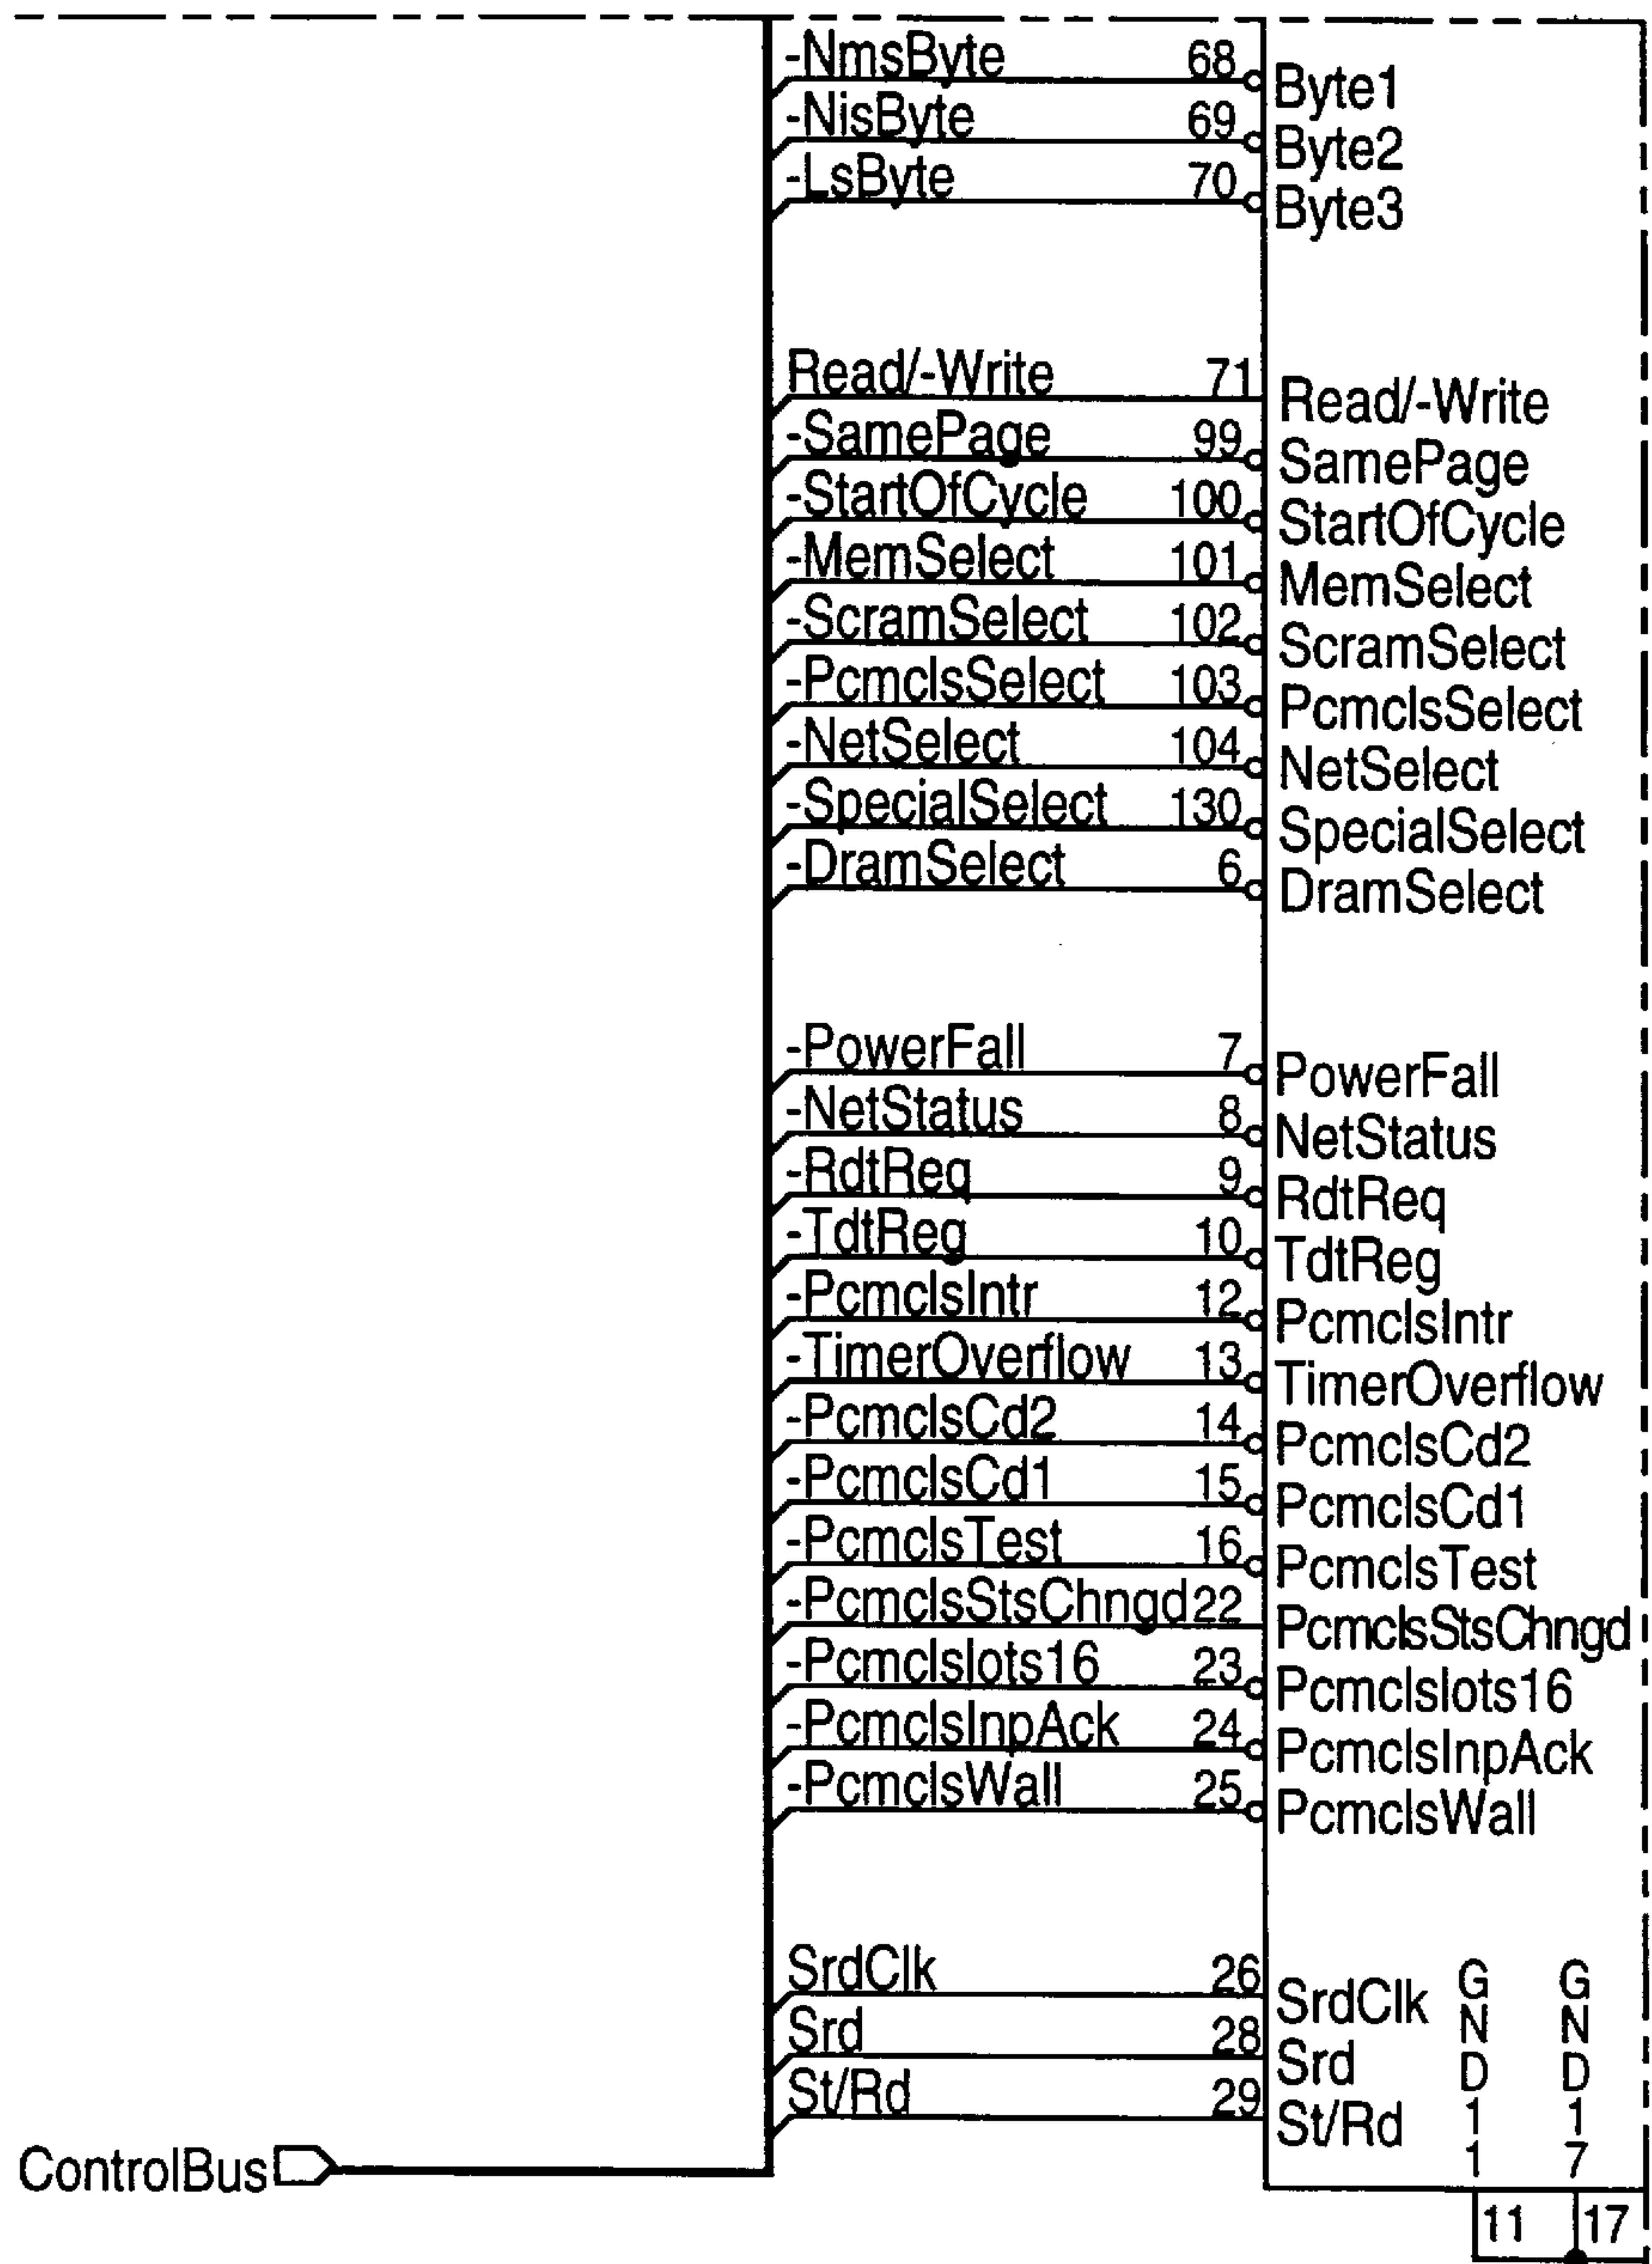 -NmsByte 68 Byte1
-NisByte 69 Byte2
-LsByte 70 Byte3
Read/-Write 71 Read/-Write
-SamePage 99 SamePage
-StartOfCycle 100 StartOfCycle
-MemSelect 101 MemSelect
-ScramSelect 102 ScramSelect
-PcmclsSelect 103 PcmclsSelect
-NetSelect 104 NetSelect
-SpecialSelect 130 SpecialSelect
-DramSelect 6 DramSelect
-PowerFall 7 PowerFall
-NetStatus 8 NetStatus
-RdtReq 9 RdtReq
-TdtReg 10 TdtReg
-PcmclsIntr 12 PcmclsIntr
-TimerOverflow 13 TimerOverflow
-PcmclsCd2 14 PcmclsCd2
-PcmclsCd1 15 PcmclsCd1
-PcmclsTest 16 PcmclsTest
-PcmclsStsChngd 22 PcmclsStsChngd
-Pcmclslots16 23 Pcmclslots16
-PcmclsInpAck 24 PcmclsInpAck
-PcmclsWall 25 PcmclsWall
SrdClk 26 SrdClk
Srd 28 Srd
St/Rd 29 St/Rd
GND11
GND17
ControlBus
11 17